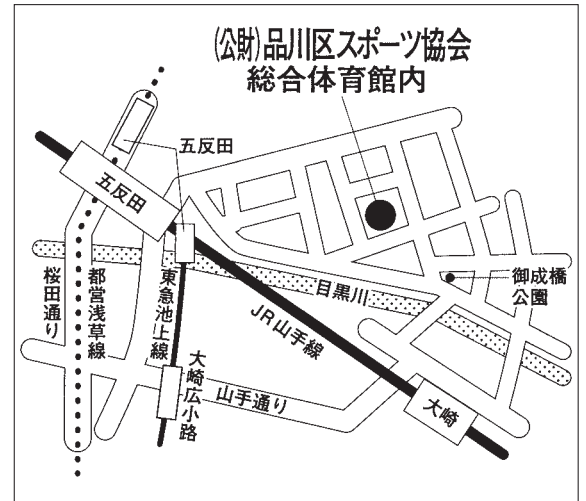 (公財)品川区スポーツ協会
総合体育館内
五反田
五反田
御成橋
公園
目黒川
桜田通り
都営浅草線
東急池上線
JR山手線
大崎広小路
山手通り
大崎